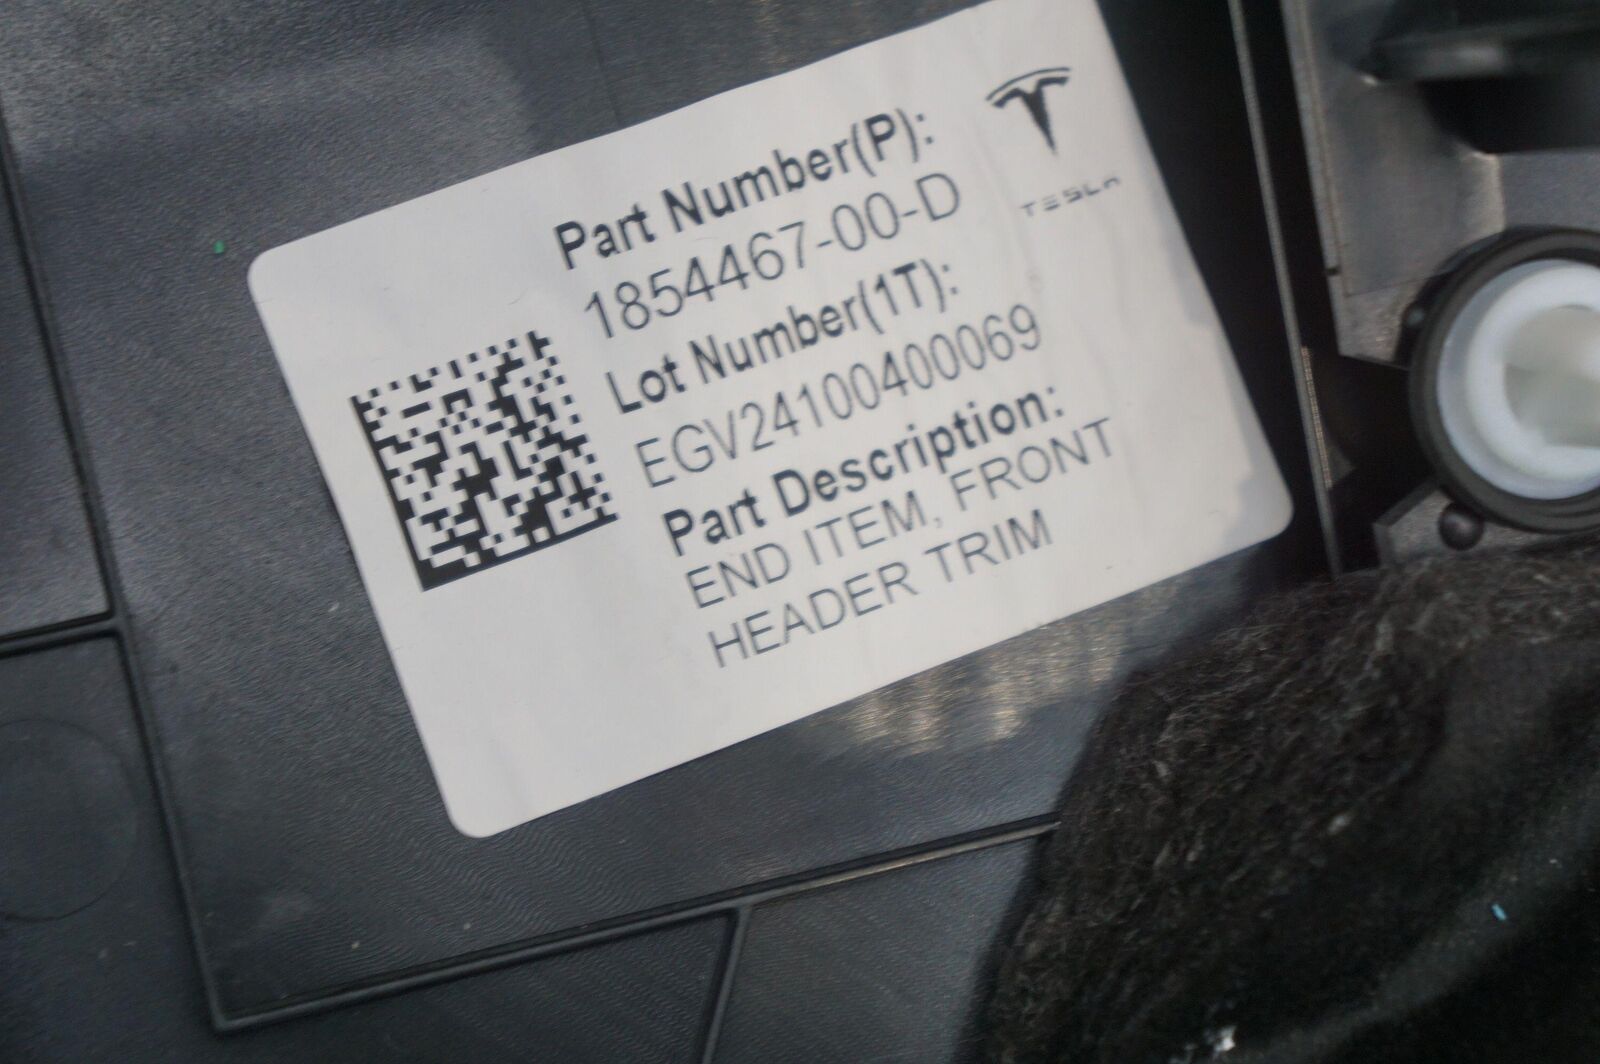 Part Number(P):
1854467-00-D
Lot Number(1T):
EGV24100400069
Part Description:
END ITEM, FRONT
HEADER TRIM
TESLA